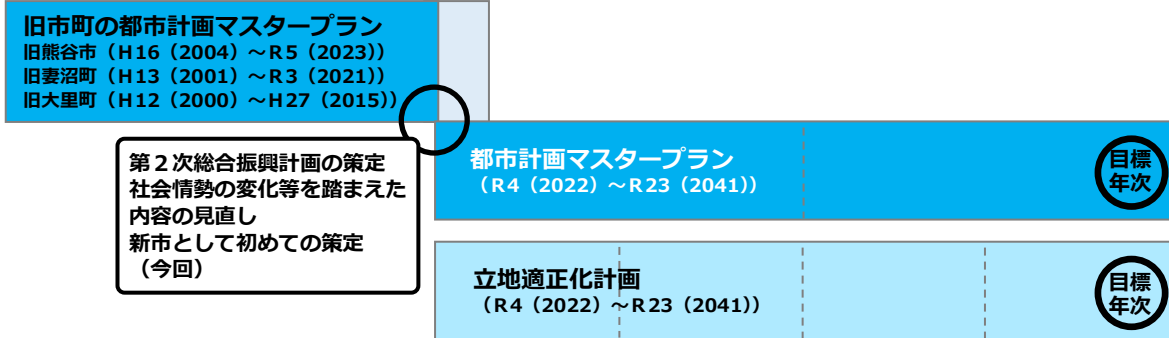 旧市町の都市計画マスタープラン
旧熊谷市（H16（2004）～R5（2023））
旧妻沼町（H13（2001）～R3（2021））
旧大里町（H12（2000）～H27（2015））
第２次総合振興計画の策定
社会情勢の変化等を踏まえた
内容の見直し
新市として初めての策定
（今回）
都市計画マスタープラン
（R4（2022）～R23（2041））
目標
年次
立地適正化計画
（R4（2022）～R23（2041））
目標
年次